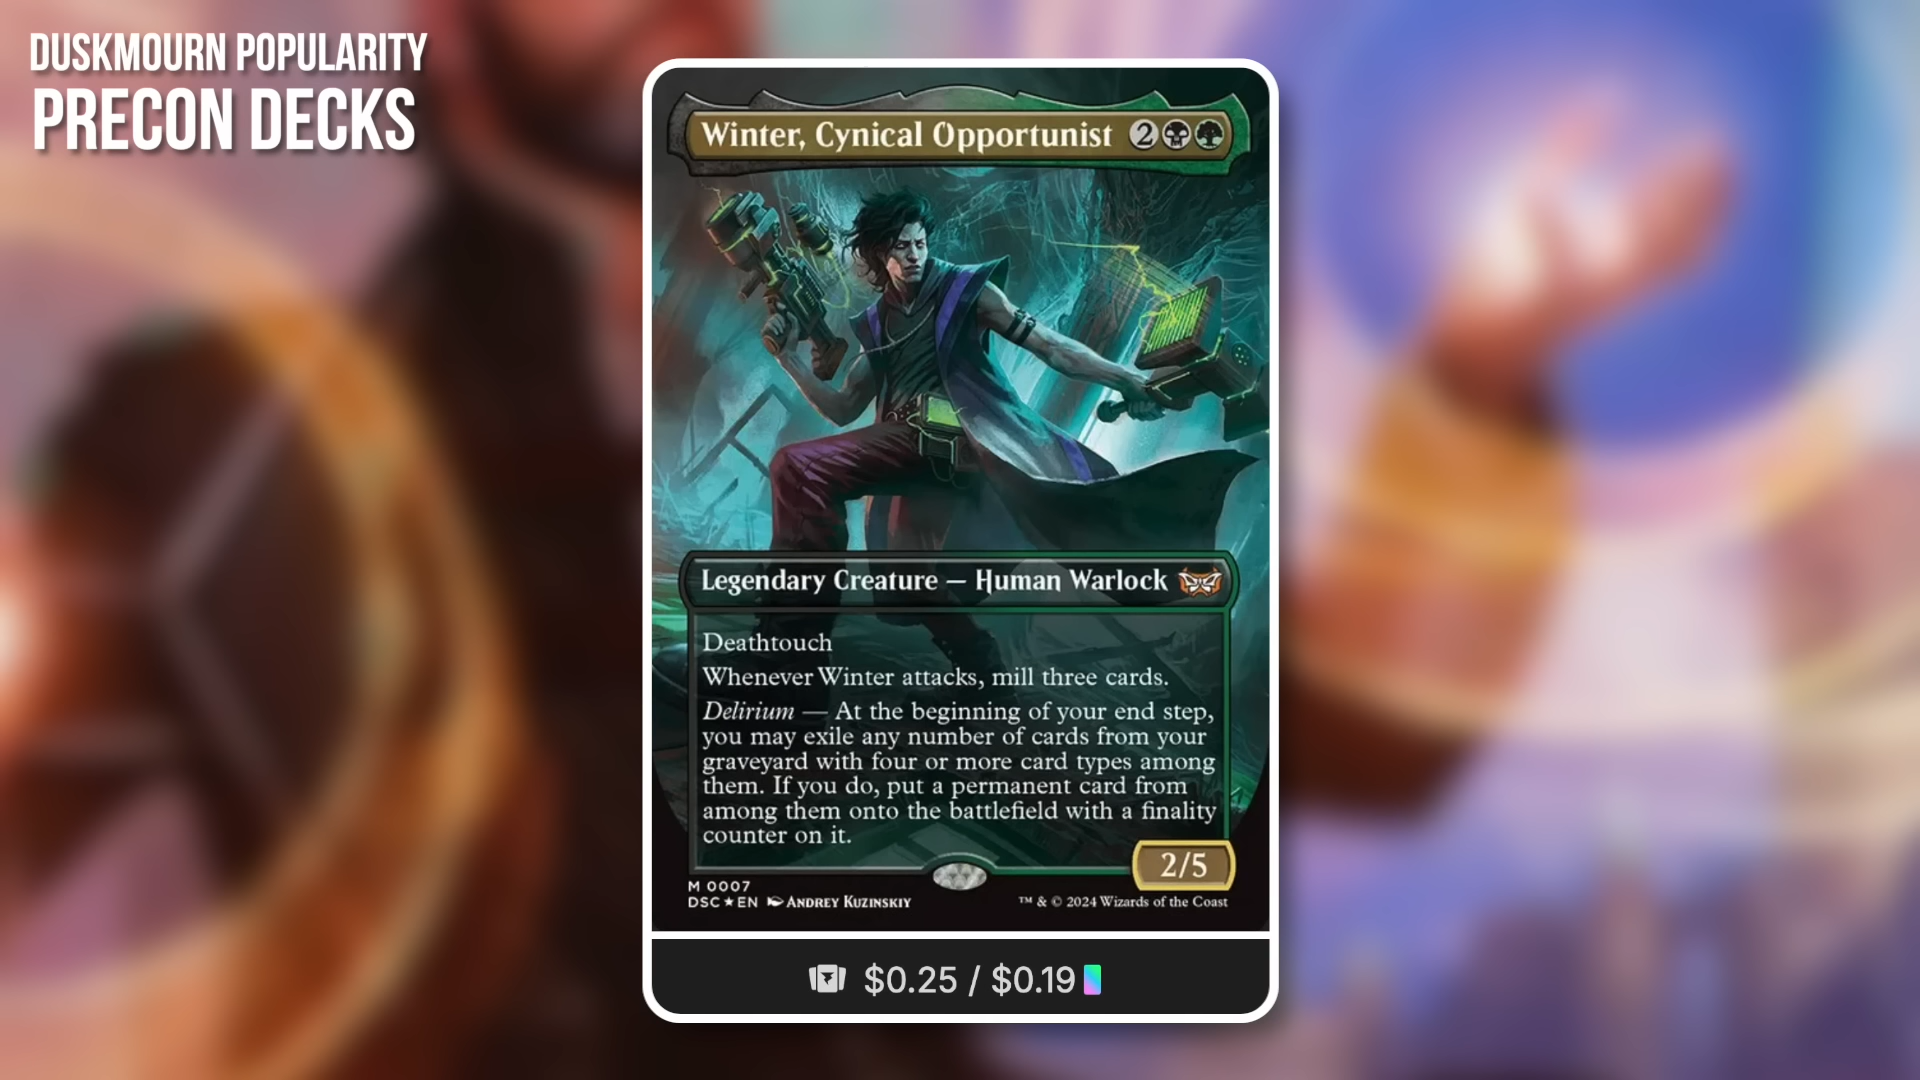 DUSKMOURN POPULARITY
PRECON DECKS
Winter, Cynical Opportunist 2
Legendary Creature — Human Warlock
Deathtouch
Whenever Winter attacks, mill three cards.
Delirium — At the beginning of your end step,
you may exile any number of cards from your
graveyard with four or more card types among
them. If you do, put a permanent card from
among them onto the battlefield with a finality
counter on it.
2/5
M 0007
DSC★EN ANDREY KUZINSKIY
™ & © 2024 Wizards of the Coast
$0.25 / $0.19